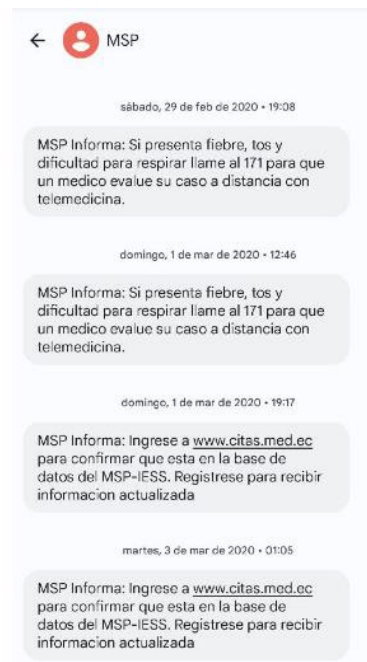 MSP
sábado, 29 de feb de 2020 • 19:08
MSP Informa: Si presenta fiebre, tos y
dificultad para respirar llame al 171 para que
un medico evalue su caso a distancia con
telemedicina.
domingo, 1 de mar de 2020 • 12:46
MSP Informa: Si presenta fiebre, tos y
dificultad para respirar llame al 171 para que
un medico evalue su caso a distancia con
telemedicina.
domingo, 1 de mar de 2020 • 19:17
MSP Informa: Ingrese a www.citas.med.ec
para confirmar que esta en la base de
datos del MSP-IESS. Registrese para recibir
informacion actualizada
martes, 3 de mar de 2020 • 01:05
MSP Informa: Ingrese a www.citas.med.ec
para confirmar que esta en la base de
datos del MSP-IESS. Registrese para recibir
informacion actualizada